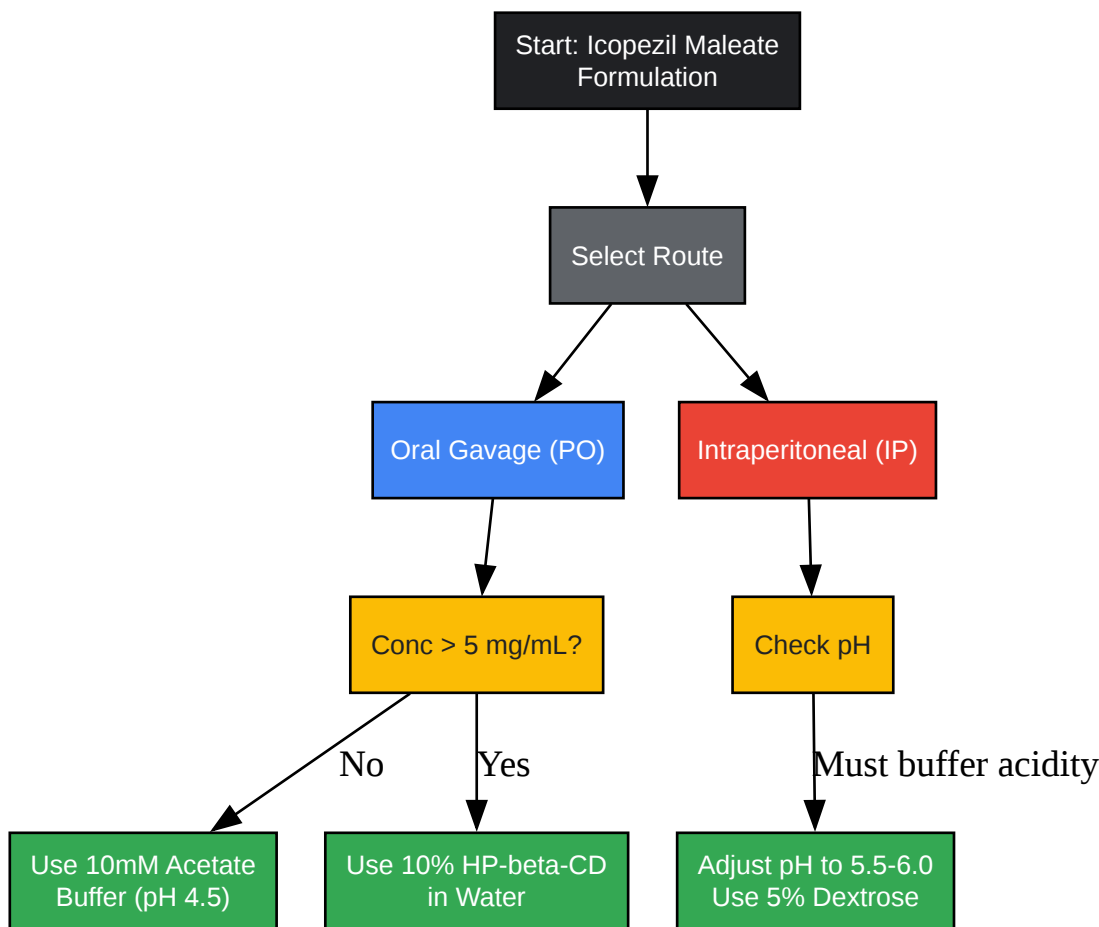 Start: Icopezil Maleate
Formulation
Select Route
Oral Gavage (PO)
Intraperitoneal (IP)
Conc > 5 mg/mL?
Check pH
No
Yes
Must buffer acidity
Use 10mM Acetate
Buffer (pH 4.5)
Use 10% HP-beta-CD
in Water
Adjust pH to 5.5-6.0
Use 5% Dextrose